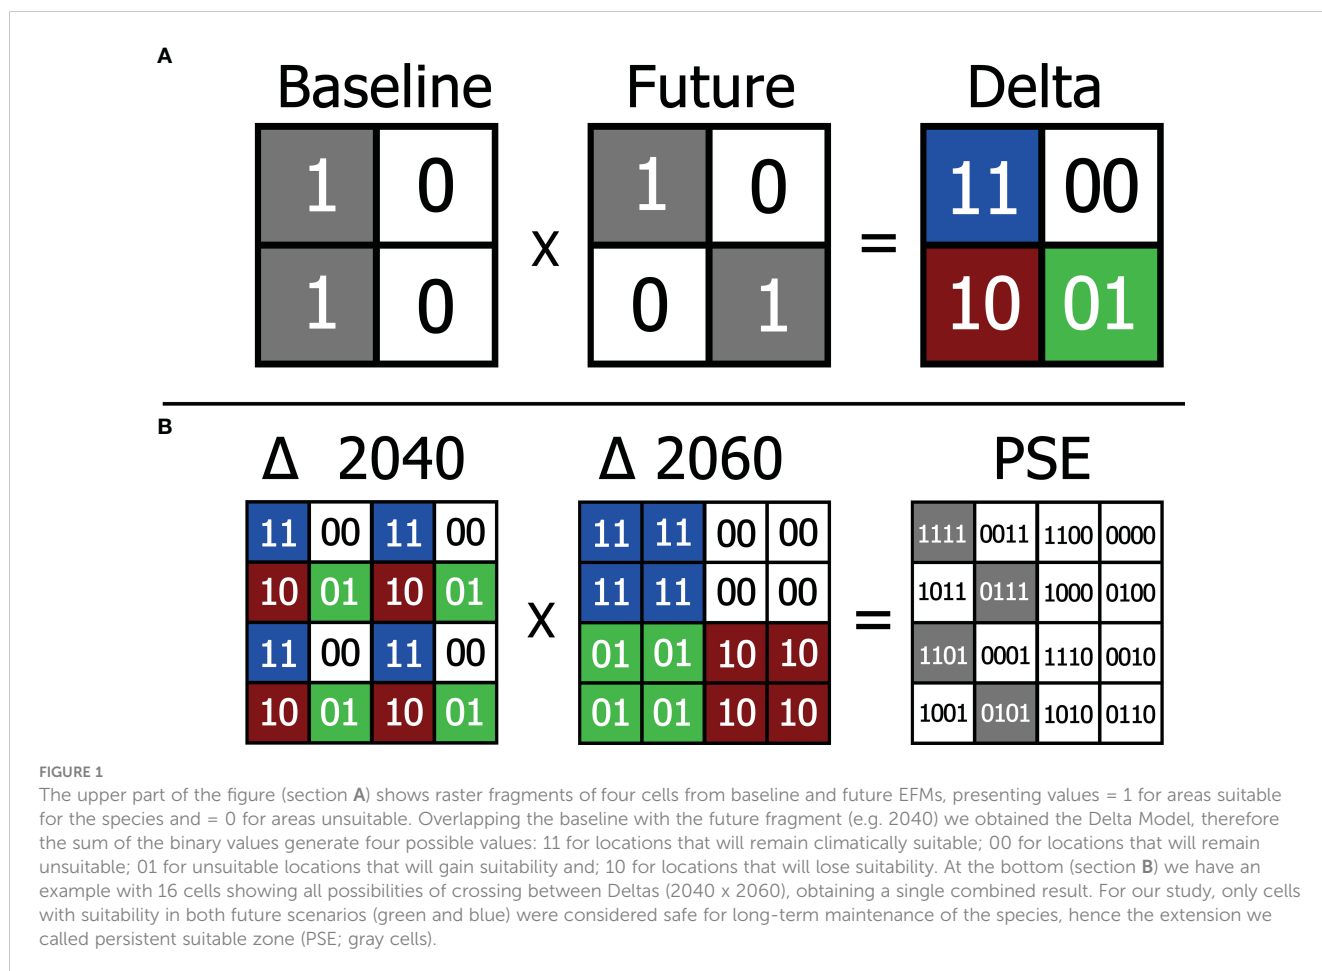 A
Baseline Future Delta
1 0 1 0 11 00
x =
1 0 0 1 10 01
B
Δ 2040 Δ 2060 PSE
11 00 11 00 11 11 00 00 1111 0011 1100 0000
10 01 10 01 11 11 00 00 1011 0111 1000 0100
x =
11 00 11 00 01 01 10 10 1101 0001 1110 0010
10 01 10 01 01 01 10 10 1001 0101 1010 0110
FIGURE 1
The upper part of the figure (section A) shows raster fragments of four cells from baseline and future EFMs, presenting values = 1 for areas suitable
for the species and = 0 for areas unsuitable. Overlapping the baseline with the future fragment (e.g. 2040) we obtained the Delta Model, therefore
the sum of the binary values generate four possible values: 11 for locations that will remain climatically suitable; 00 for locations that will remain
unsuitable; 01 for unsuitable locations that will gain suitability and; 10 for locations that will lose suitability. At the bottom (section B) we have an
example with 16 cells showing all possibilities of crossing between Deltas (2040 x 2060), obtaining a single combined result. For our study, only cells
with suitability in both future scenarios (green and blue) were considered safe for long-term maintenance of the species, hence the extension we
called persistent suitable zone (PSE; gray cells).